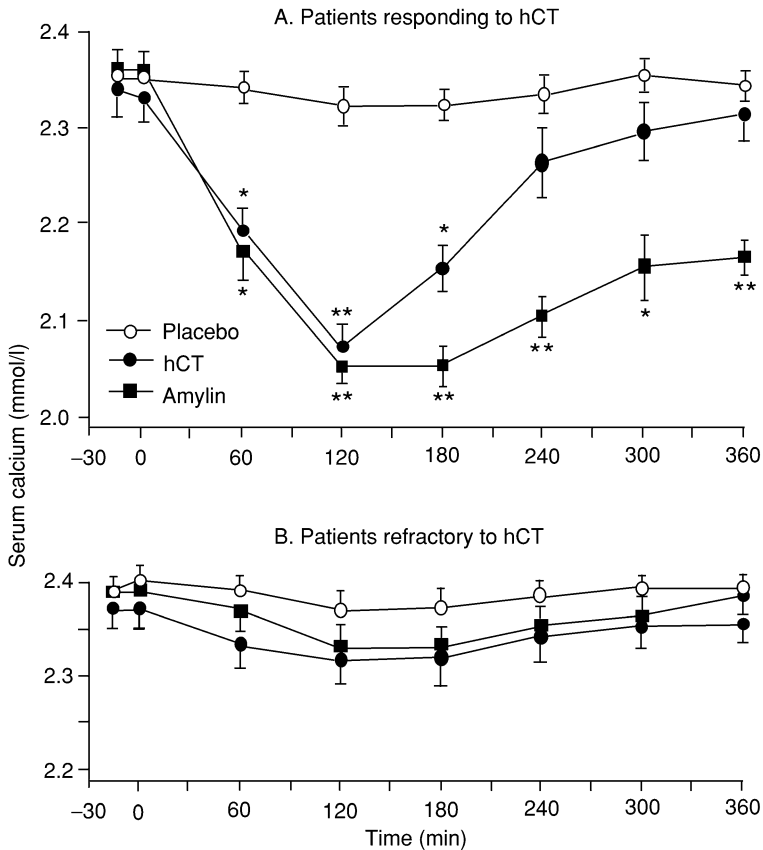 A. Patients responding to hCT
2.4
2.3
2.2
2.1
2.0
*
*
**
**
*
**
**
*
**
Placebo
hCT
Amylin
–30 0 60 120 180 240 300 360
Serum calcium (mmol/l)
B. Patients refractory to hCT
2.4
2.3
2.2
–30 0 60 120 180 240 300 360
Time (min)